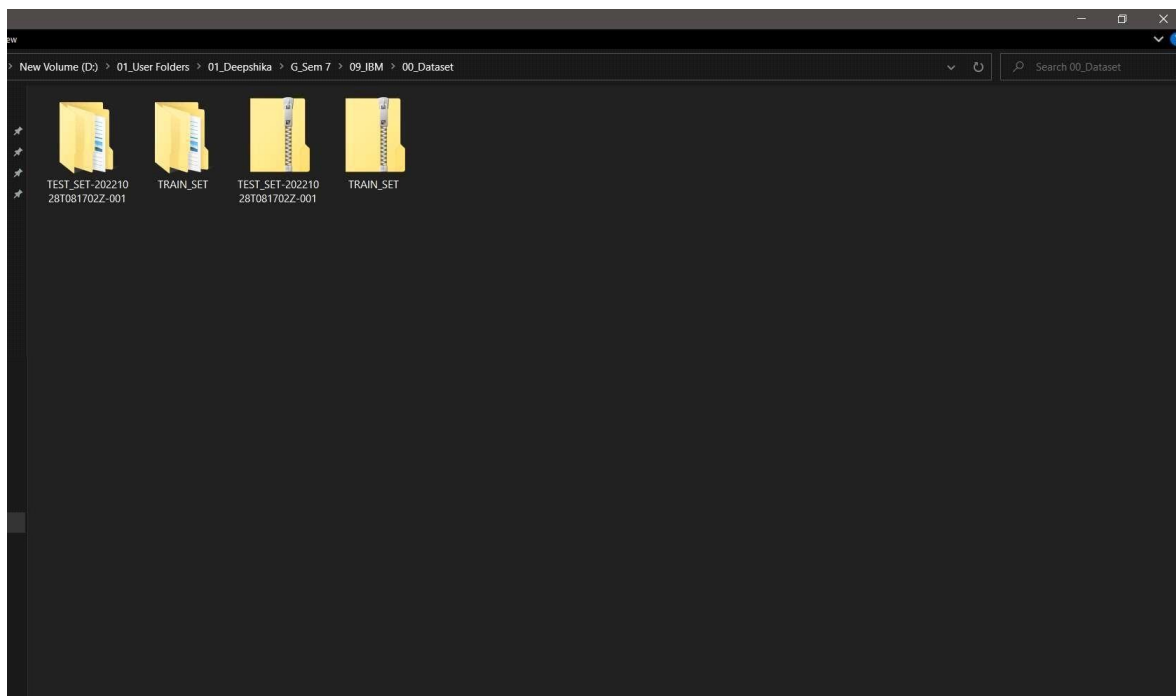 ew
> New Volume (D:) > 01_User Folders > 01_Deepshika > G_Sem 7 > 09_IBM > 00_Dataset
Search 00_Dataset
TEST_SET-202210
28T081702Z-001
TRAIN_SET
TEST_SET-202210
28T081702Z-001
TRAIN_SET